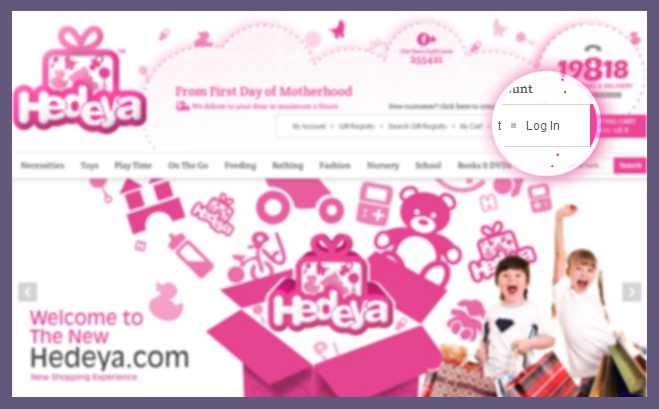 Hedeya
From First Day of Motherhood
We deliver to your door in maximum 2 Hours
New customer? click here to
19818
My Account Gift Registry Search Gift Registry My Cart
t Log In
Necessities Toys Play Time On The Go Feeding Bathing Fashion Nursery School Books & DVDs
Search
Hedeya
Hedeya
Hedeya
Welcome to
The New
Hedeya.com
New Shopping Experience